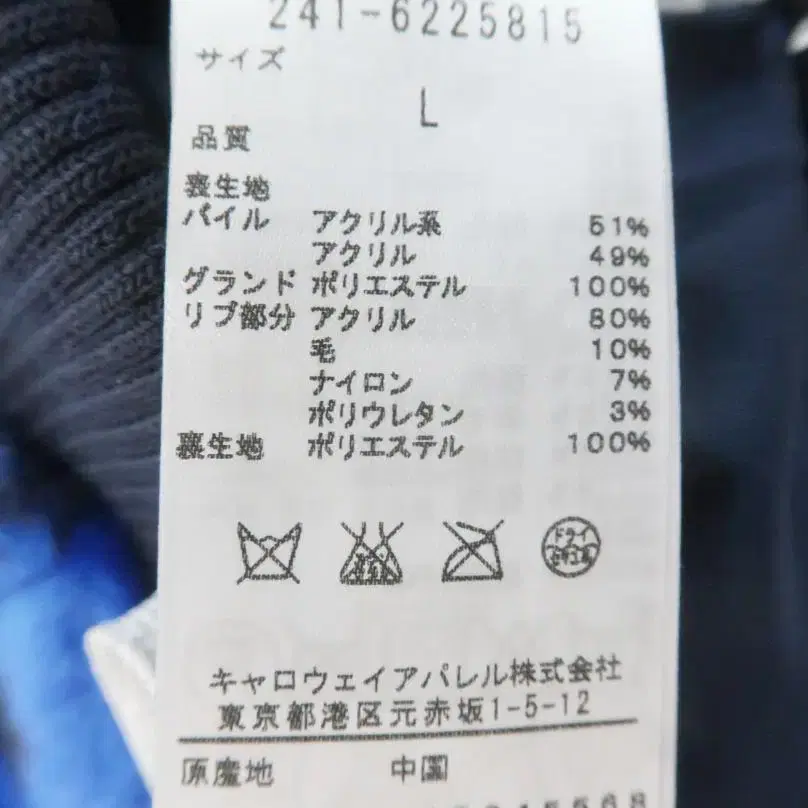 241-6225815
サイズ
L
品質
表生地
パイル アクリル系 51%
アクリル 49%
グランド ポリエステル 100%
リブ部分 アクリル 80%
毛 10%
ナイロン 7%
ポリウレタン 3%
裏生地 ポリエステル 100%
ドライ
キャロウェイアパレル株式会社
東京都港区元赤坂1-5-12
原産地 中国